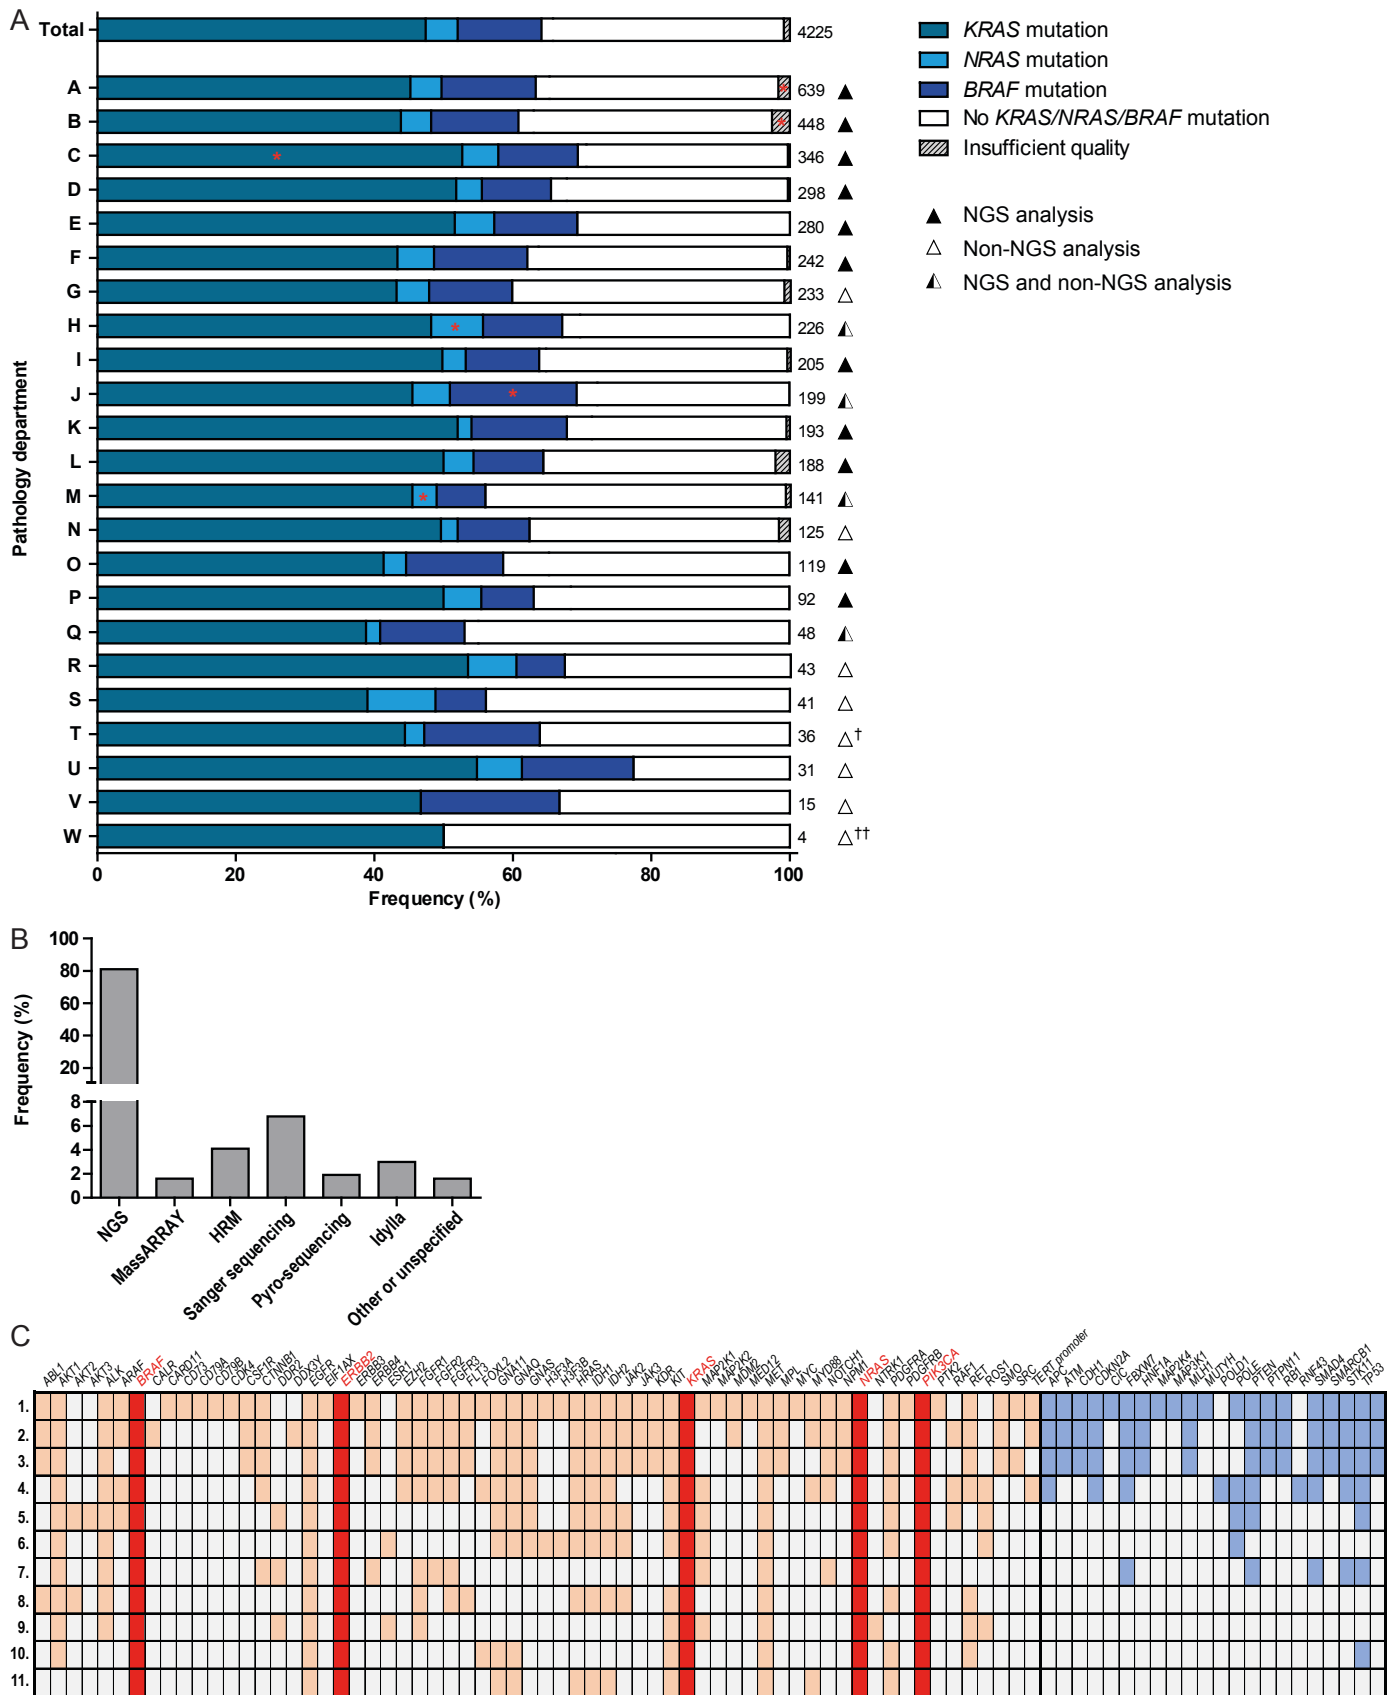 A
Total 4225
A 639
B 448
C 346
D 298
E 280
F 242
G 233
H 226
I 205
J 199
K 193
L 188
M 141
N 125
O 119
P 92
Q 48
R 43
S 41
T 36 †
U 31
V 15
W 4 ††
Pathology department
0 20 40 60 80 100
Frequency (%)
KRAS mutation
NRAS mutation
BRAF mutation
No KRAS/NRAS/BRAF mutation
Insufficient quality
NGS analysis
Non-NGS analysis
NGS and non-NGS analysis
B
Frequency (%)
100
80
60
40
20
8
6
4
2
0
NGS
MassARRAY
HRM
Sanger sequencing
Pyro-sequencing
Idylla
Other or unspecified
C
ABL1 AKT1 AKT2 AKT3 ALK ARAF BRAF CALR CARD11 CD73 CD79A CD79B CDK4 CSF1R CTNNB1 DDR2 DDX3Y EGFR EIF1AX ERBB2 ERBB3 ERBB4 ESR1 EZH2 FGFR1 FGFR2 FGFR3 FLT3 FOXL2 GNA11 GNAQ GNAS H3F3A H3F3B HRAS IDH1 IDH2 JAK2 JAK3 KDR KIT KRAS MAP2K1 MAP2K2 MDM2 MED12 MET MPL MYC MYD88 NOTCH1 NPM1 NRAS NTRK1 PDGFRA PDGFRB PIK3CA PTK2 RAF1 RET ROS1 SMO SRC TERT promoter APC ATM CDH1 CDKN2A CIC FBXW7 HNF1A MAP2K4 MAP3K1 MLH1 MUTYH POLD1 POLE PTEN PTPN11 RB1 RNF43 SMAD4 SMARCB1 STK11 TP53
1.
2.
3.
4.
5.
6.
7.
8.
9.
10.
11.